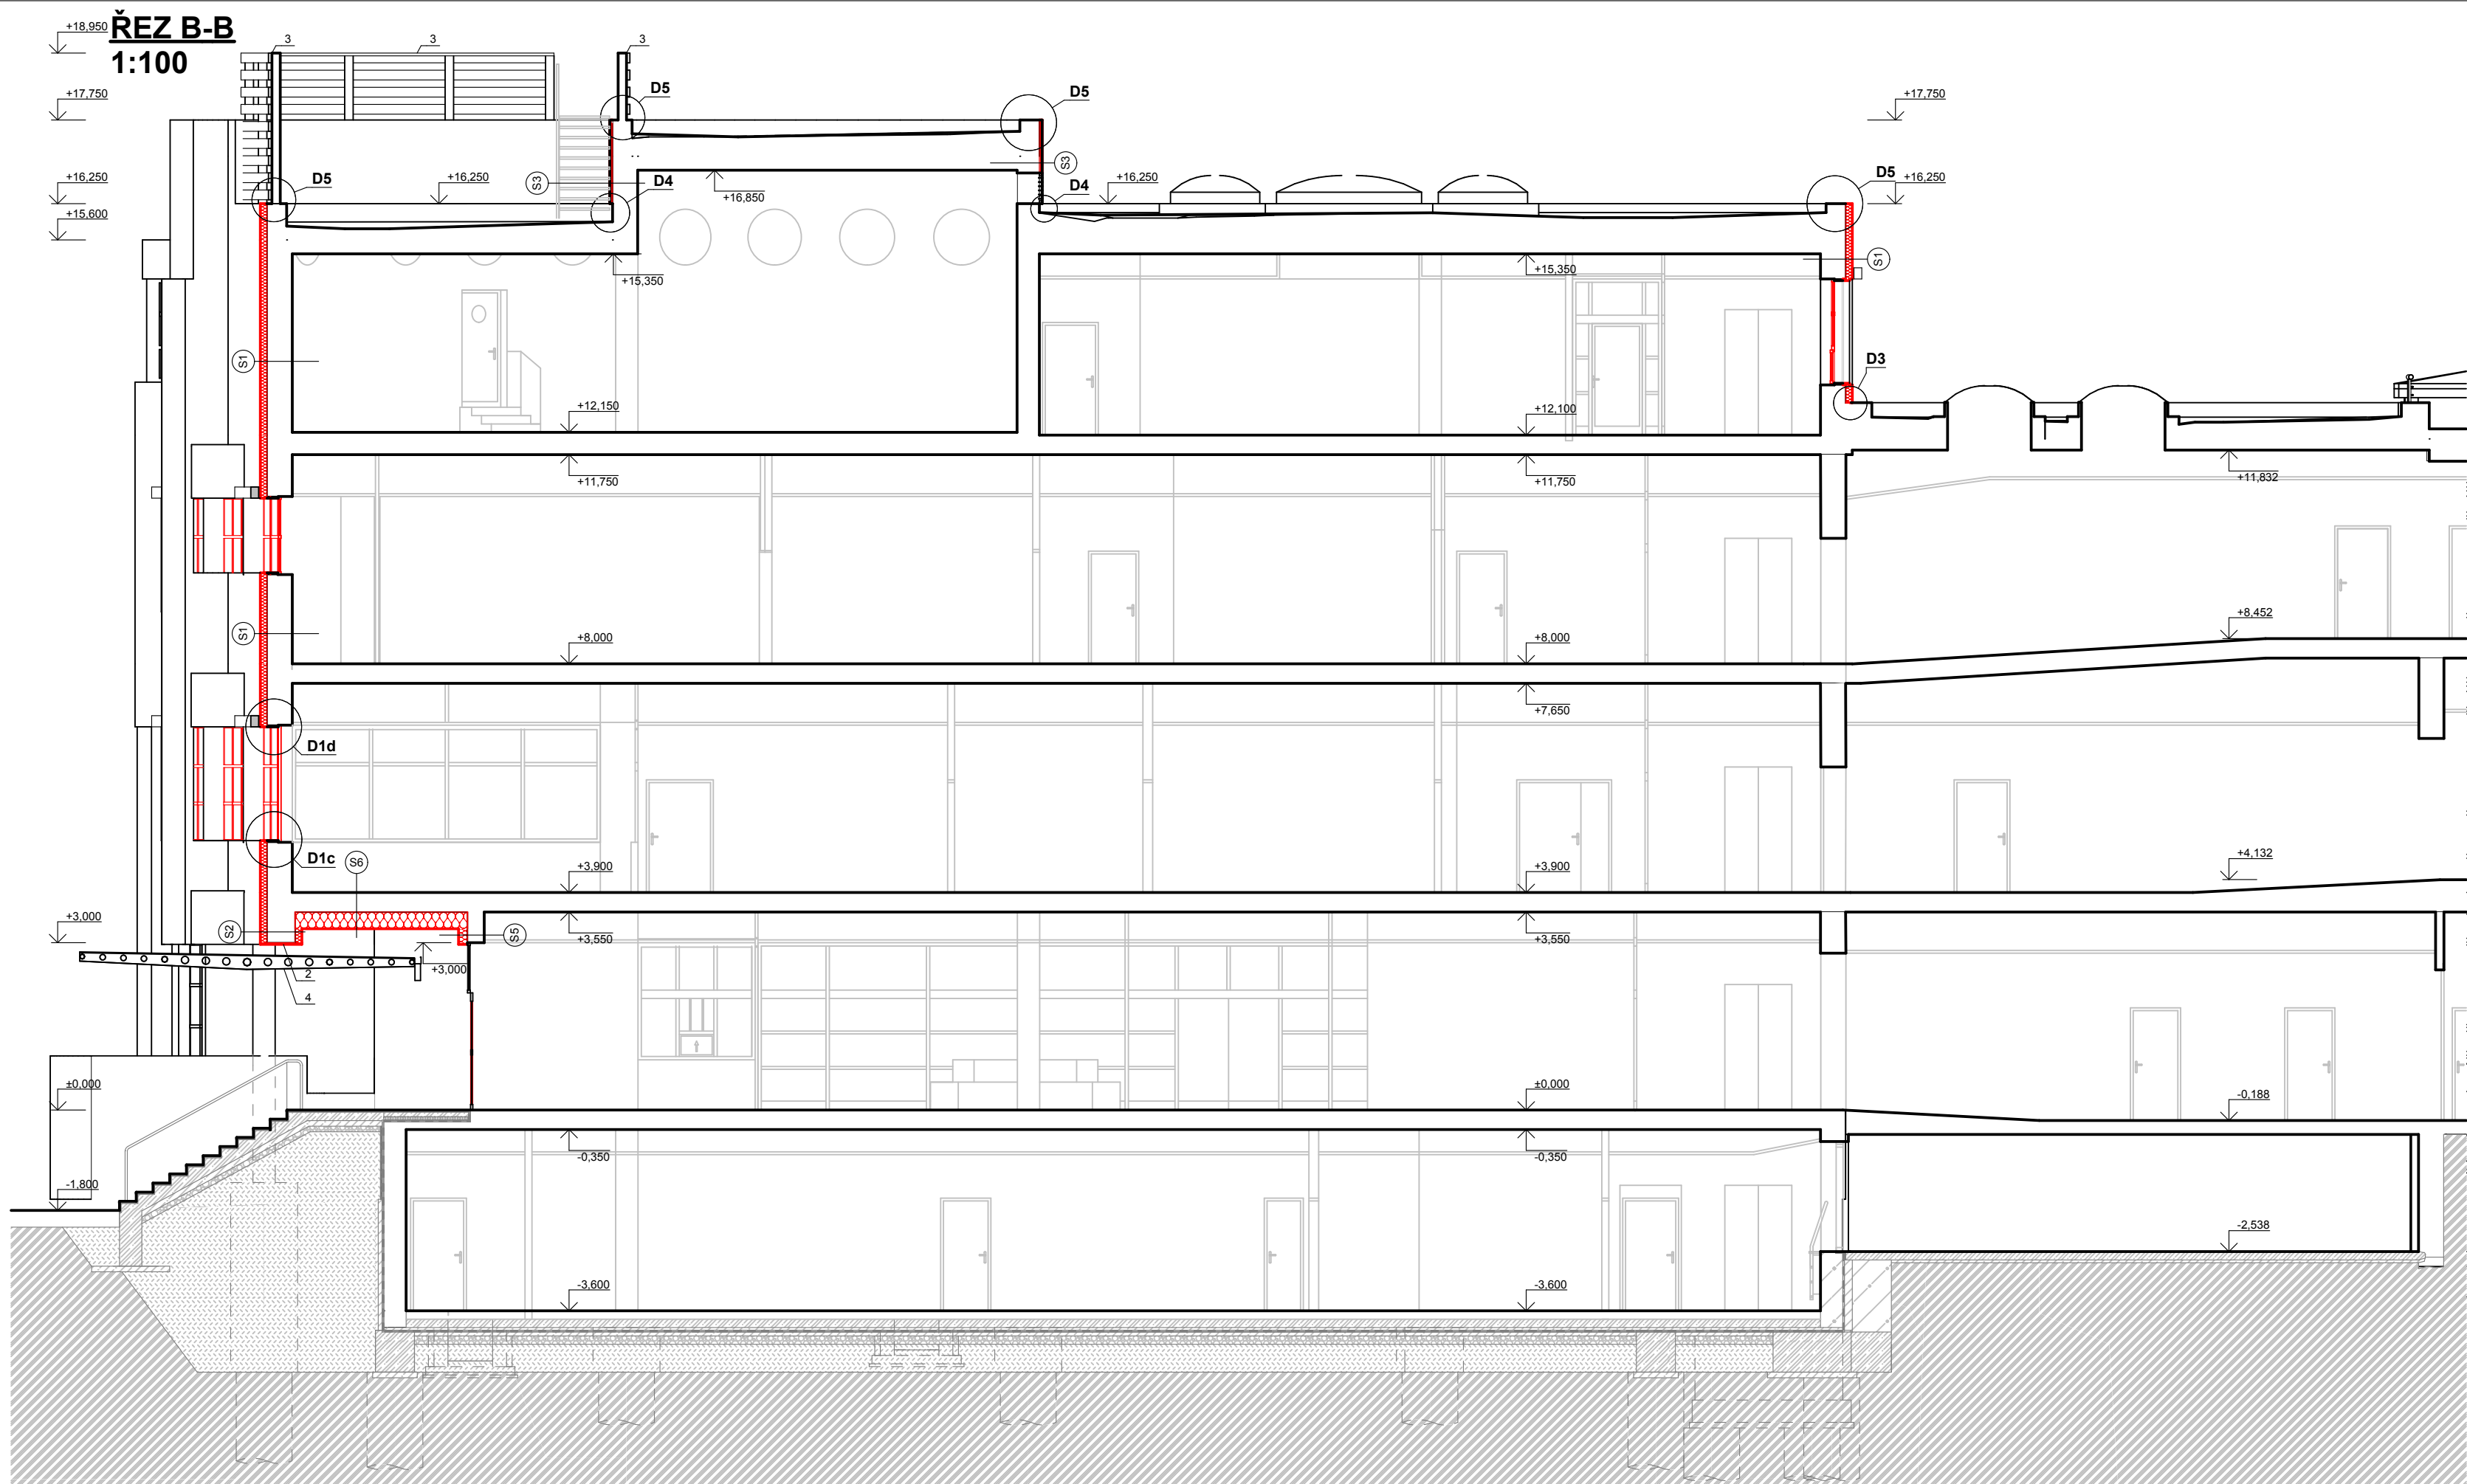 ŘEZ B-B
1:100
+18,950
3
3
3
D5
D5
+17,750
+17,750
S3
S3
+16,250
D5
+16,250
D4
+16,850
D4
+16,250
D5
+16,250
+15,600
+15,350
+15,350
S1
S1
D3
+12,150
+12,100
+11,750
+11,750
+11,832
S1
+8,000
+8,000
+8,452
+7,650
D1d
D1c
S6
+3,900
+3,900
+4,132
+3,000
S2
S5
+3,550
+3,550
+3,000
2
4
±0,000
±0,000
-0,188
-0,350
-0,350
-1,800
-2,538
-3,600
-3,600